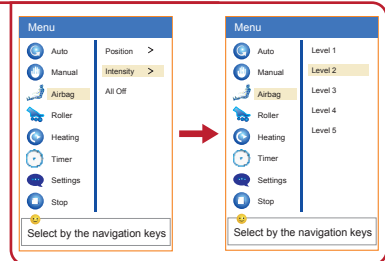 Menu
Auto
Manual
Airbag
Roller
Heating
Timer
Settings
Stop
Position >
Intensity >
All Off
Select by the navigation keys
Menu
Auto
Manual
Airbag
Roller
Heating
Timer
Settings
Stop
Level 1
Level 2
Level 3
Level 4
Level 5
Select by the navigation keys